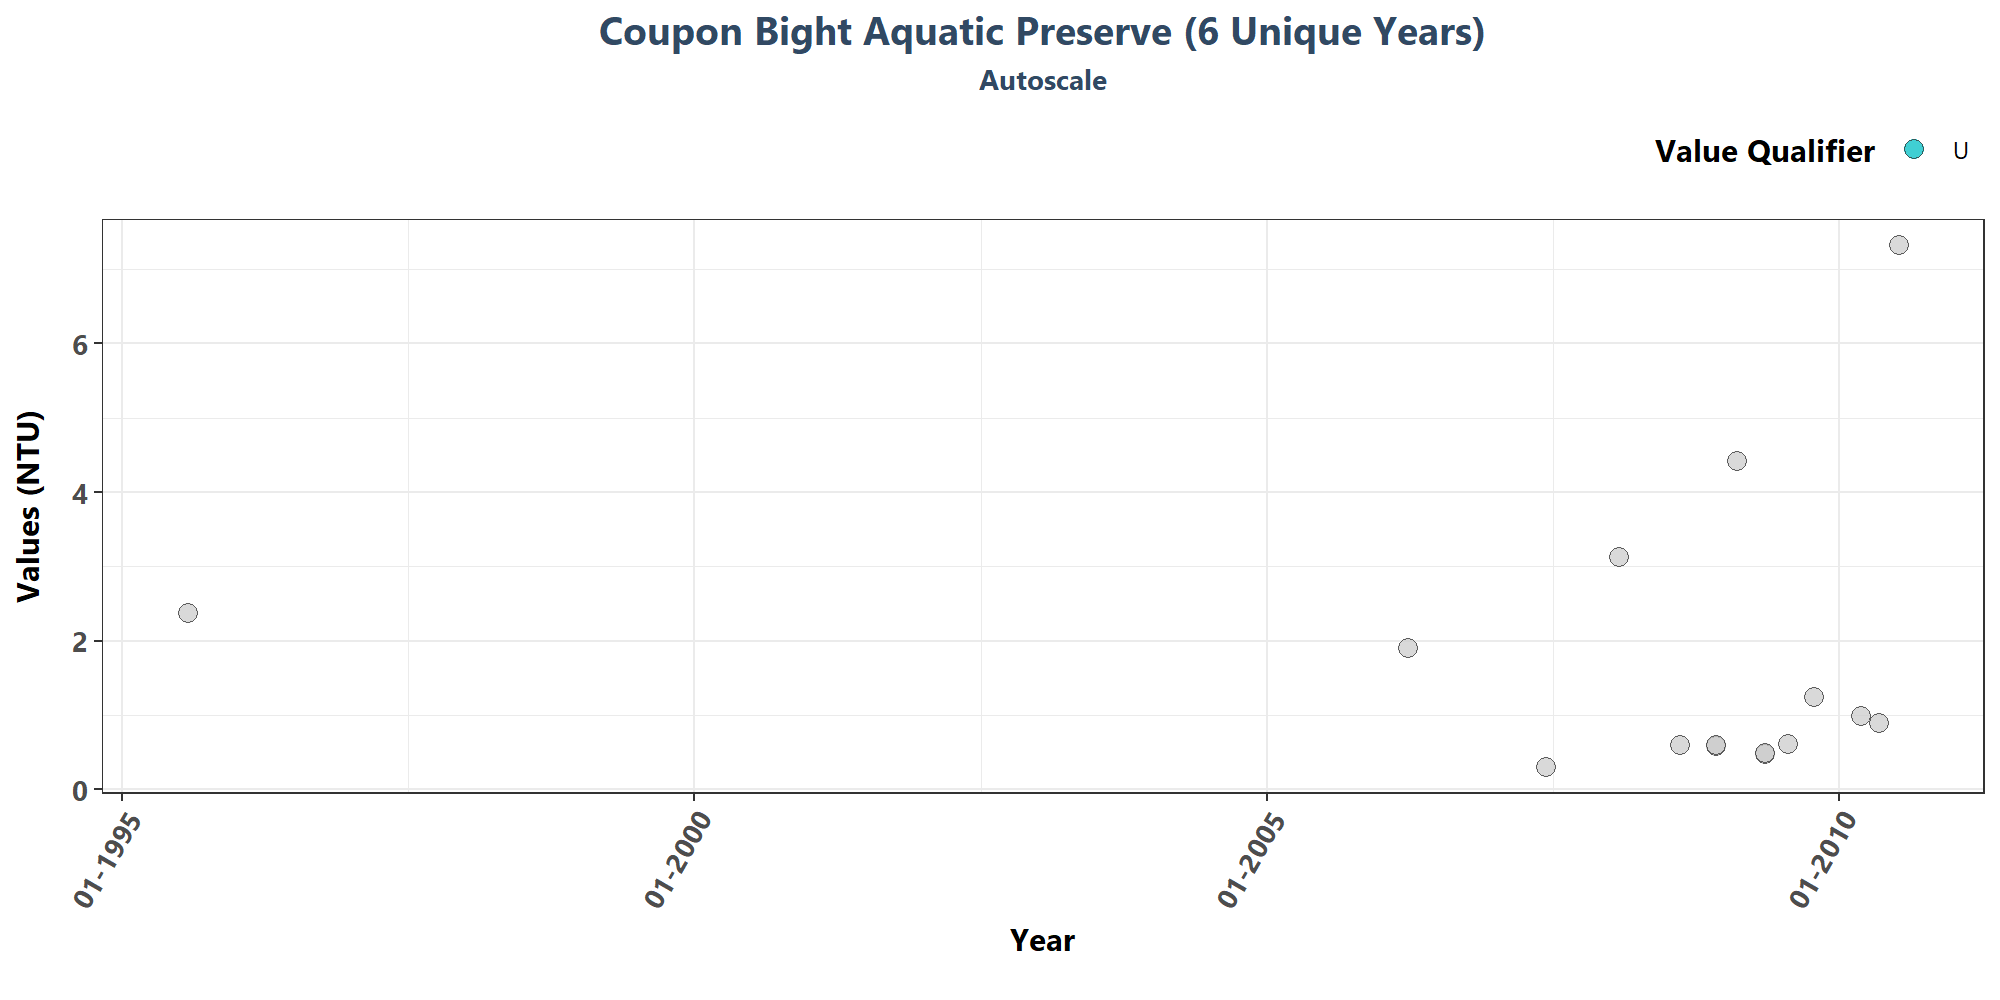 Coupon Bight Aquatic Preserve (6 Unique Years)
Autoscale
Value Qualifier U
Values (NTU)
6
4
2
0
01-1995
01-2000
01-2005
01-2010
Year